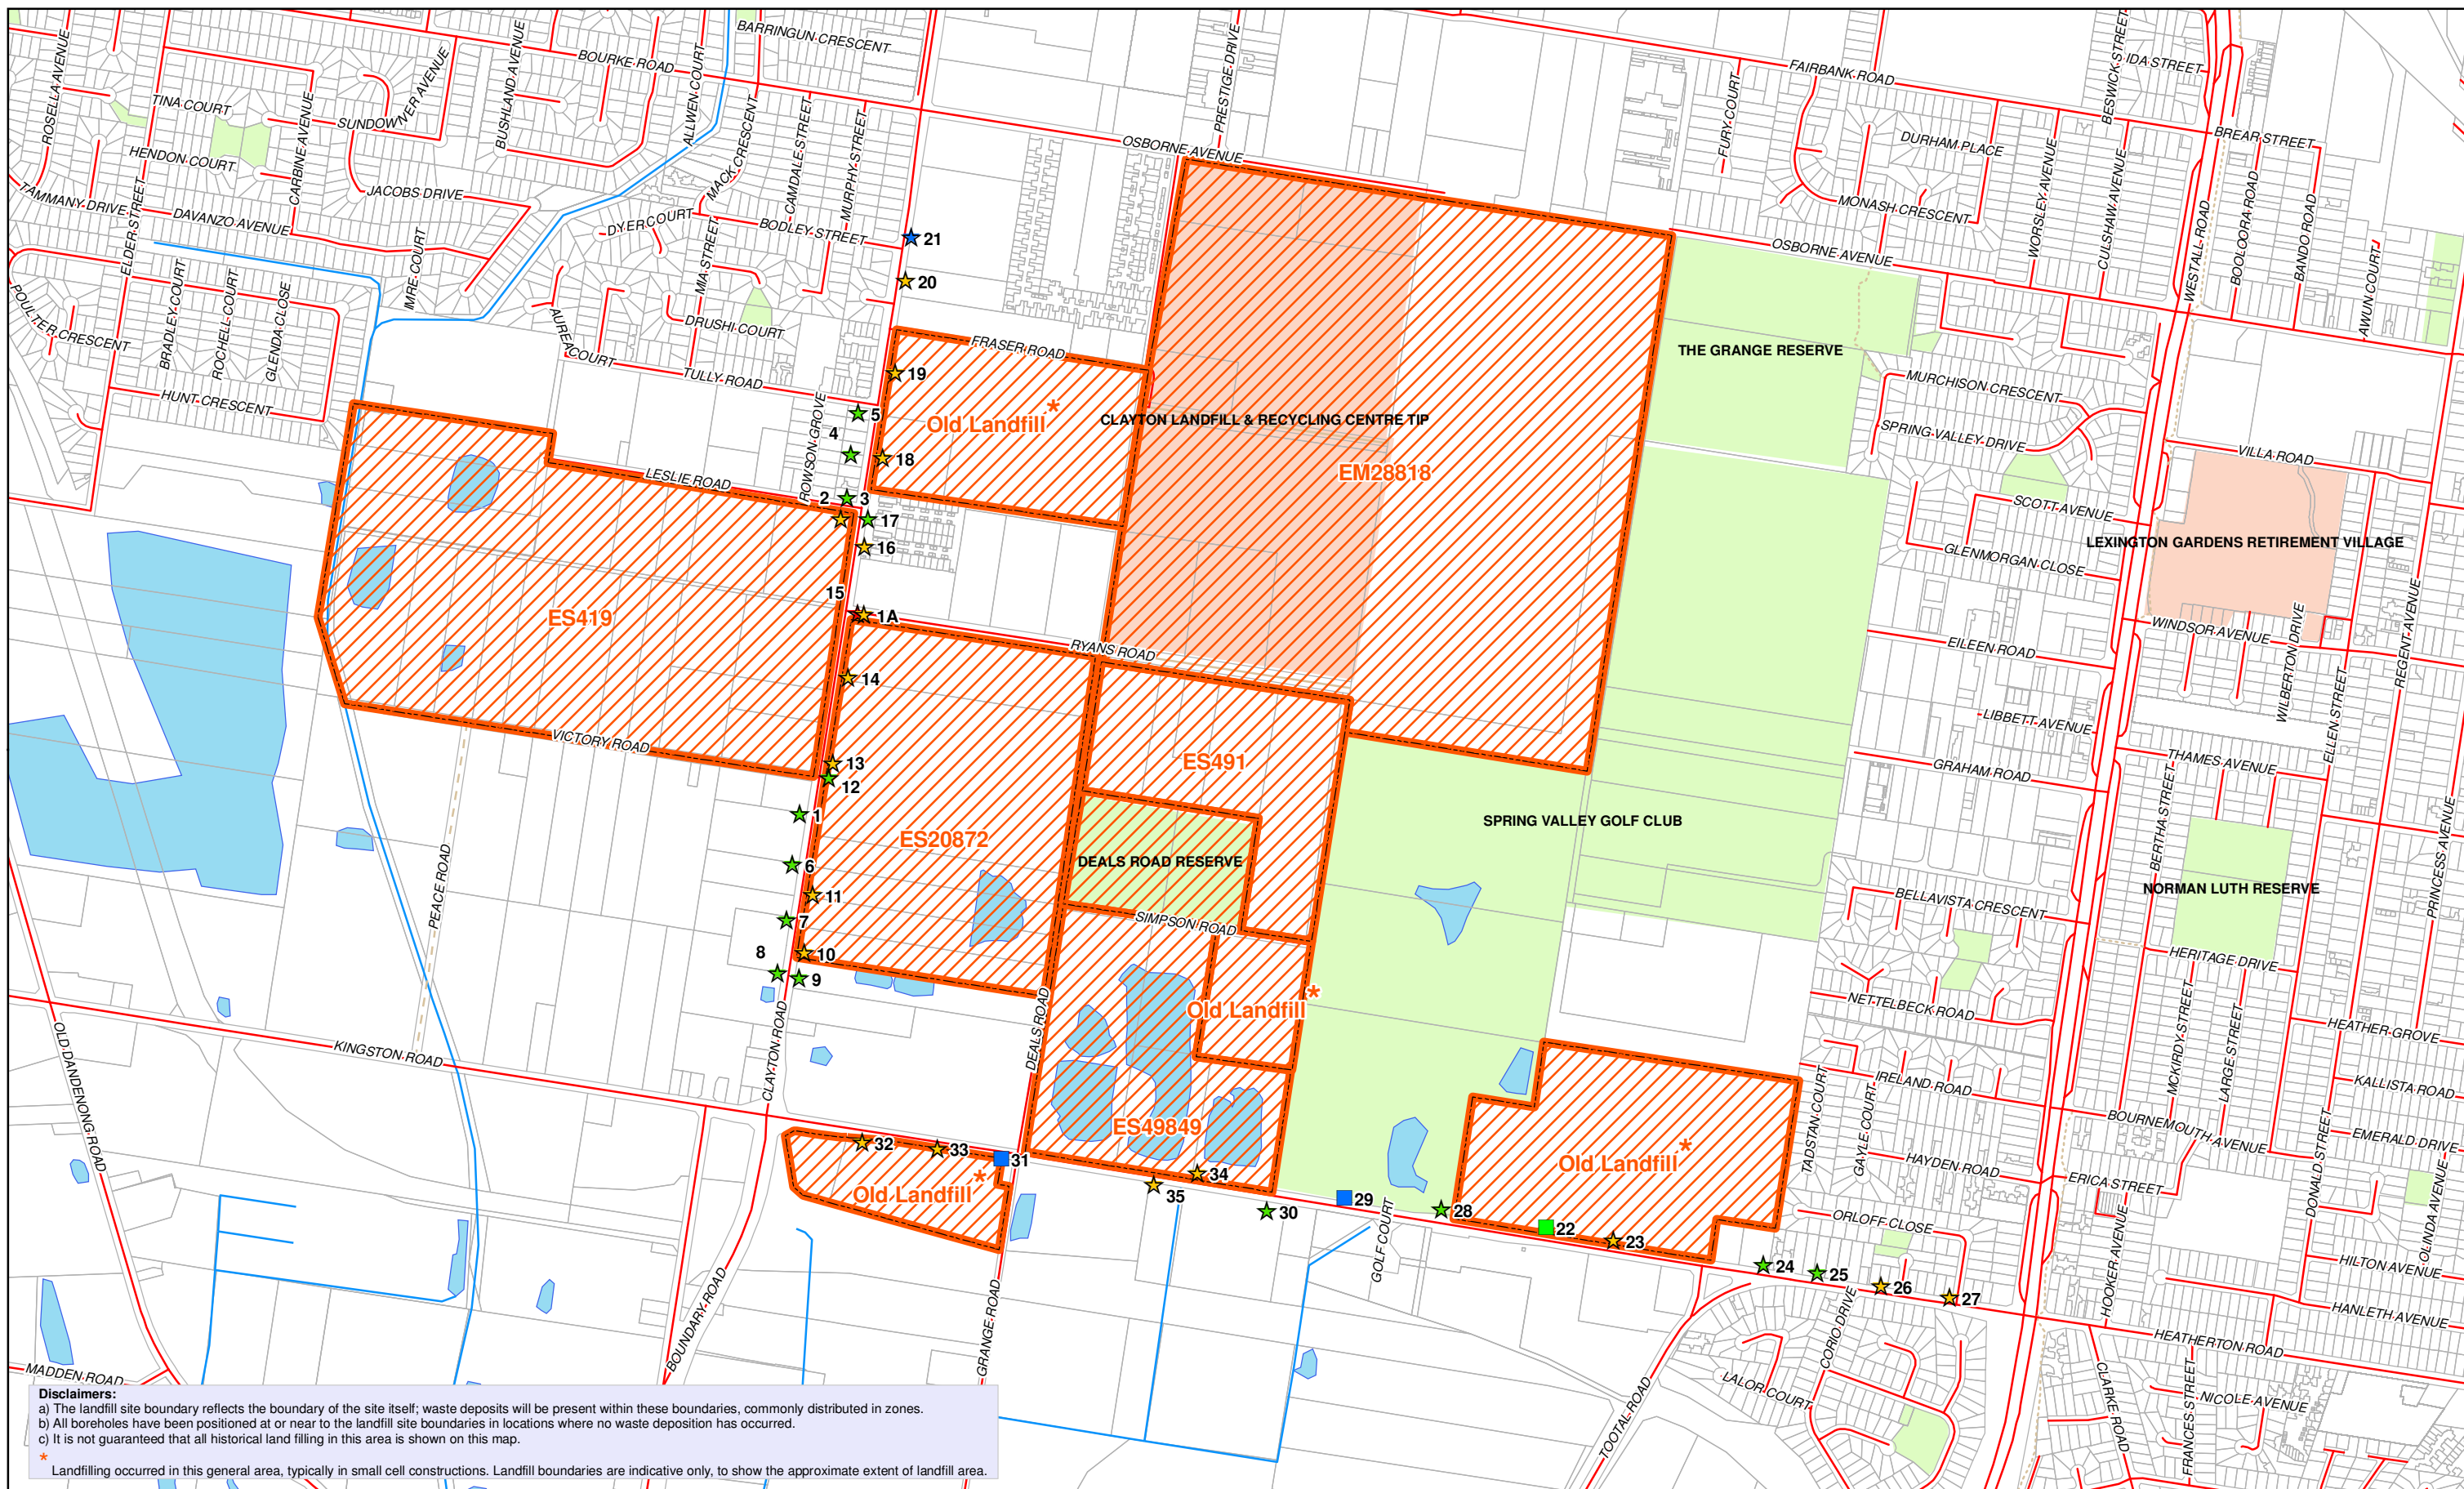 BARRINGUN CRESCENT
BOURKE ROAD
ROSELLA AVENUE
BUSHLAND AVENUE
ALLWEN COURT
PRESTIGE DRIVE
FAIRBANK ROAD
BESWICK STREET
IDA STREET
TINA COURT
SUNDOWNER AVENUE
CARBINE AVENUE
MACK CRESCENT
CAMDALE STREET
MURPHY STREET
OSBORNE AVENUE
FURY COURT
DURHAM PLACE
BREAR STREET
HENDON COURT
JACOBS DRIVE
TAMMANY DRIVE
DAVANZO AVENUE
ELDER STREET
DYER COURT
BODLEY STREET
MIA STREET
MONASH CRESCENT
WORSLEY AVENUE
CULSHAW AVENUE
WESTALL ROAD
BOOLOORA ROAD
BANDO ROAD
AWUN COURT
OSBORNE AVENUE
21
20
IMRE COURT
POULTER CRESCENT
BRADLEY COURT
ROCHELL COURT
GLENDA CLOSE
HUNT CRESCENT
AUREA COURT
DRUSHI COURT
TULLY ROAD
FRASER ROAD
THE GRANGE RESERVE
19
MURCHISON CRESCENT
ROWSON GROVE
5
4
Old Landfill *
CLAYTON LANDFILL & RECYCLING CENTRE TIP
SPRING VALLEY DRIVE
VILLA ROAD
18
EM28818
LESLIE ROAD
2
3
17
16
SCOTT AVENUE
LEXINGTON GARDENS RETIREMENT VILLAGE
GLENMORGAN CLOSE
15
1A
ES419
RYANS ROAD
EILEEN ROAD
WINDSOR AVENUE
WILBERTON DRIVE
REGENT AVENUE
ELLEN STREET
14
LIBBETT AVENUE
VICTORY ROAD
13
12
ES491
GRAHAM ROAD
THAMES AVENUE
BERTHA STREET
1
ES20872
SPRING VALLEY GOLF CLUB
PRINCESS AVENUE
PEACE ROAD
6
DEALS ROAD RESERVE
NORMAN LUTH RESERVE
11
7
SIMPSON ROAD
BELLAVISTA CRESCENT
8
10
9
HERITAGE DRIVE
NETTELBECK ROAD
Old Landfill *
DEALS ROAD
CLAYTON ROAD
KINGSTON ROAD
OLD DANDENONG ROAD
MCKIRDY STREET
LARGE STREET
HEATHER GROVE
TADSTAN COURT
GAYLE COURT
IRELAND ROAD
KALLISTA ROAD
ES49849
BOURNEMOUTH AVENUE
DONALD STREET
EMERALD DRIVE
32
33
31
34
35
Old Landfill *
Old Landfill *
HAYDEN ROAD
ERICA STREET
29
30
28
22
23
GOLF COURT
ORLOFF CLOSE
HOOKER AVENUE
OLINDA AVENUE
HILTON AVENUE
24
25
26
27
HANLETH AVENUE
BOUNDARY ROAD
GRANGE ROAD
CORIO DRIVE
HEATHERTON ROAD
MADDEN ROAD
LALOR COURT
TOOTAL ROAD
CLARKE ROAD
FRANCES STREET
NICOLE AVENUE
Disclaimers:
a) The landfill site boundary reflects the boundary of the site itself; waste deposits will be present within these boundaries, commonly distributed in zones.
b) All boreholes have been positioned at or near to the landfill site boundaries in locations where no waste deposition has occurred.
c) It is not guaranteed that all historical land filling in this area is shown on this map.
*
Landfilling occurred in this general area, typically in small cell constructions. Landfill boundaries are indicative only, to show the approximate extent of landfill area.